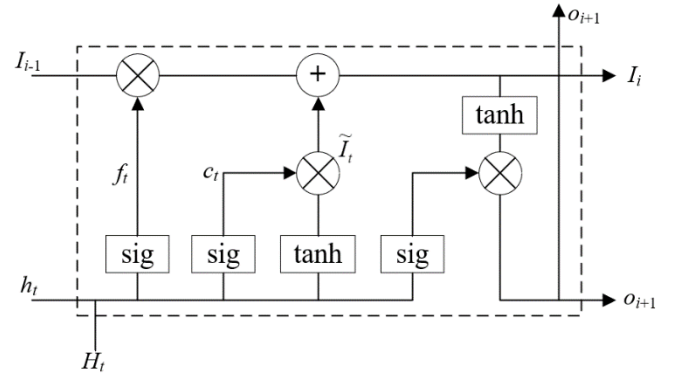 o_{i+1}
I_{i-1} + I_i
tanh
Ĩ_t
f_t c_t
sig sig tanh sig
h_t o_{i+1}
H_t